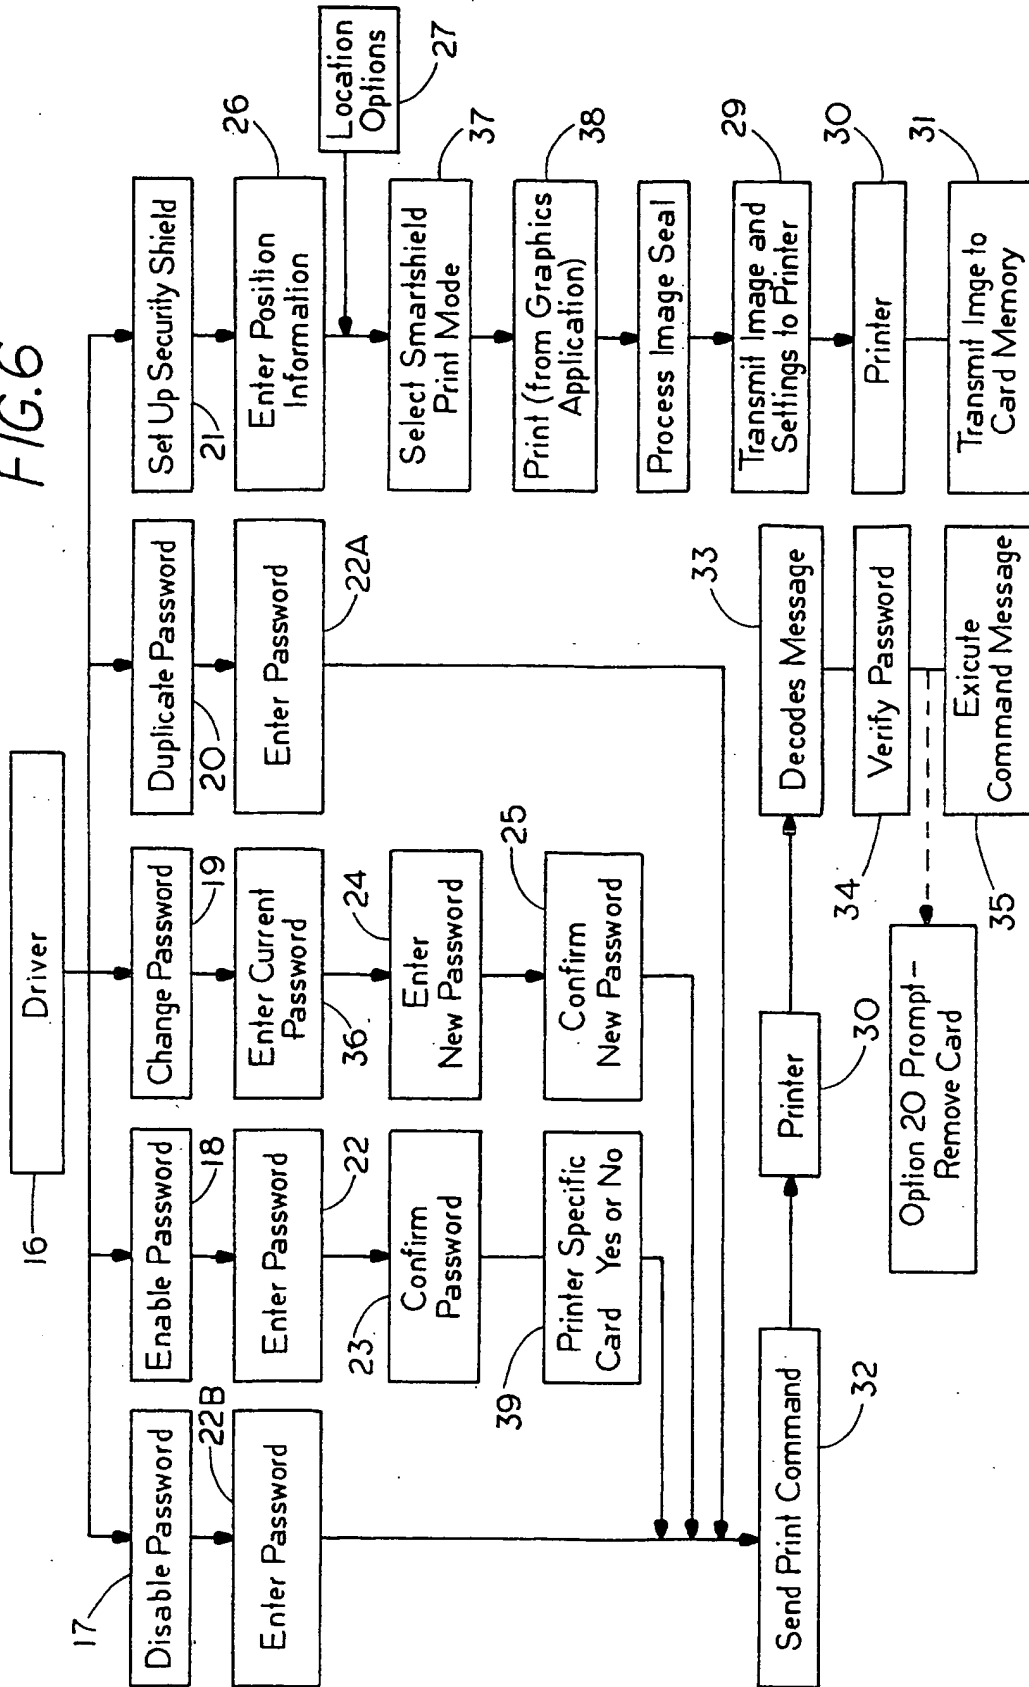 FIG.6
Driver
16
Disable Password
17
Enable Password
18
Change Password
19
Duplicate Password
20
Set Up Security Shield
21
Enter Password
22B
Enter Password
22
Enter Current
Password
36
Enter Password
22A
Enter Position
Information
26
Location
Options
27
Confirm
Password
23
Enter
New Password
24
Select Smartshield
Print Mode
37
Printer Specific
Card Yes or No
39
Confirm
New Password
25
Print (from Graphics
Application)
38
Process Image Seal
Send Print Command
32
Printer
30
Decodes Message
33
Transmit Image and
Settings to Printer
29
Verify Password
34
Printer
30
Option 20 Prompt-
Remove Card
Exicute
Command Message
35
Transmit Imge to
Card Memory
31